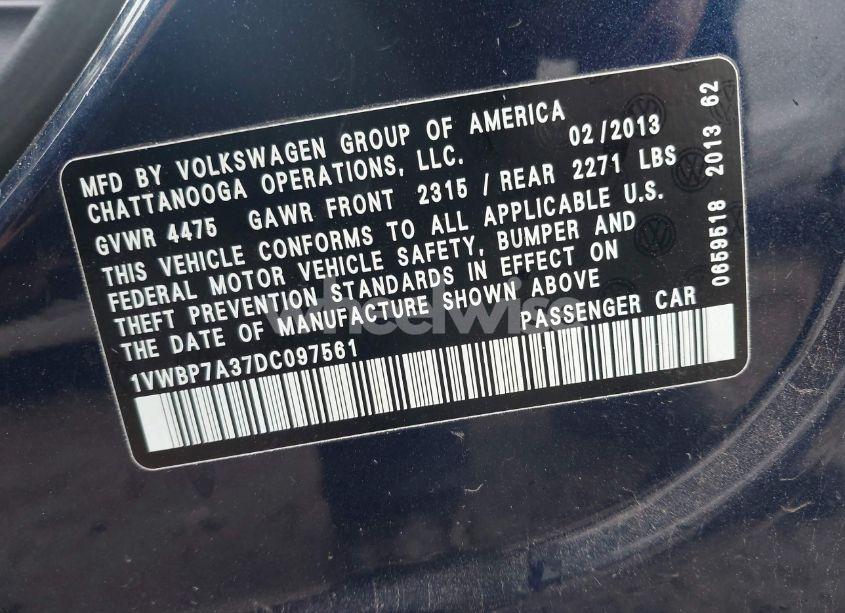 MFD BY VOLKSWAGEN GROUP OF AMERICA
CHATTANOOGA OPERATIONS, LLC. 02/2013
GVWR 4475 GAWR FRONT 2315 / REAR 2271 LBS
THIS VEHICLE CONFORMS TO ALL APPLICABLE U.S.
FEDERAL MOTOR VEHICLE SAFETY, BUMPER AND
THEFT PREVENTION STANDARDS IN EFFECT ON
THE DATE OF MANUFACTURE SHOWN ABOVE
1VWBP7A37DC097561 PASSENGER CAR
0659518 2013 62
wheelwise